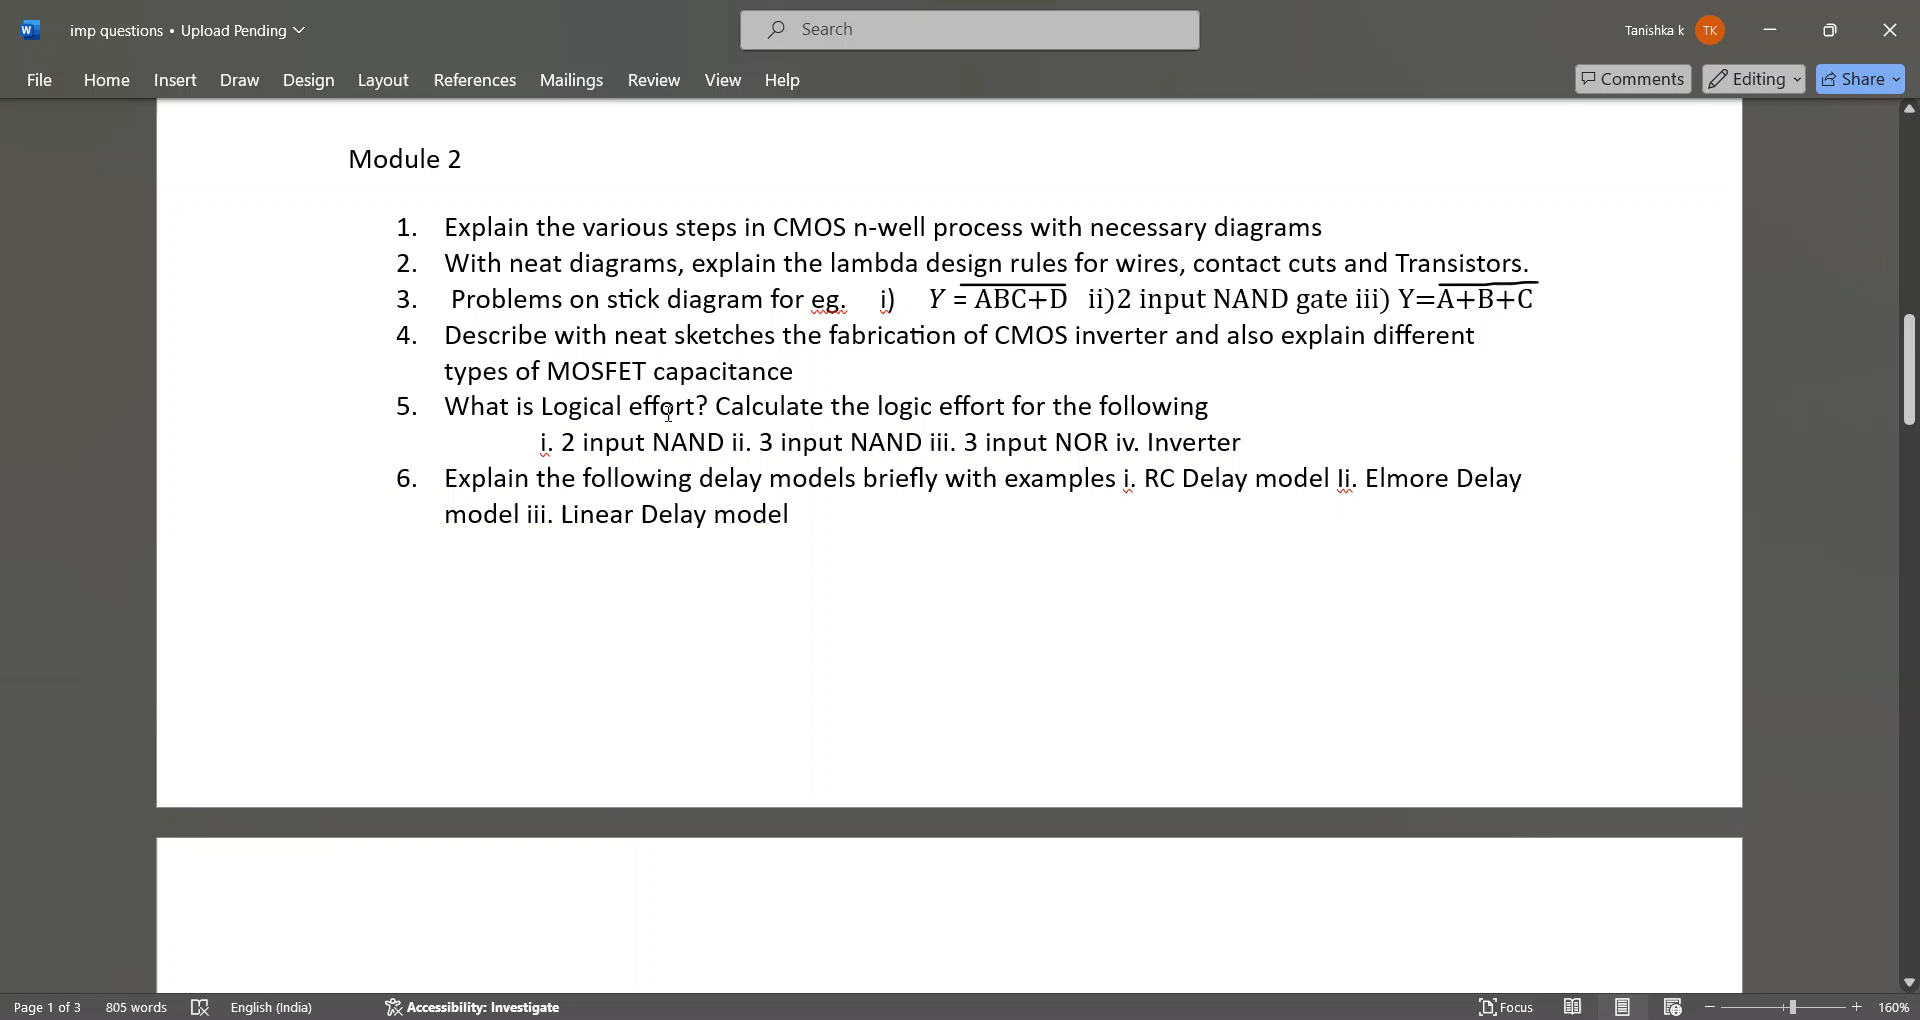 imp questions • Upload Pending
Search
Tanishka k
TK
File Home Insert Draw Design Layout References Mailings Review View Help
Comments Editing Share
Module 2
1. Explain the various steps in CMOS n-well process with necessary diagrams
2. With neat diagrams, explain the lambda design rules for wires, contact cuts and Transistors.
3. Problems on stick diagram for eg. i) Y = A̅B̅C̅+̅D̅ ii)2 input NAND gate iii) Y=A̅+̅B̅+̅C̅
4. Describe with neat sketches the fabrication of CMOS inverter and also explain different
types of MOSFET capacitance
5. What is Logical effort? Calculate the logic effort for the following
i. 2 input NAND ii. 3 input NAND iii. 3 input NOR iv. Inverter
6. Explain the following delay models briefly with examples i. RC Delay model Ii. Elmore Delay
model iii. Linear Delay model
Page 1 of 3 805 words English (India) Accessibility: Investigate Focus 160%